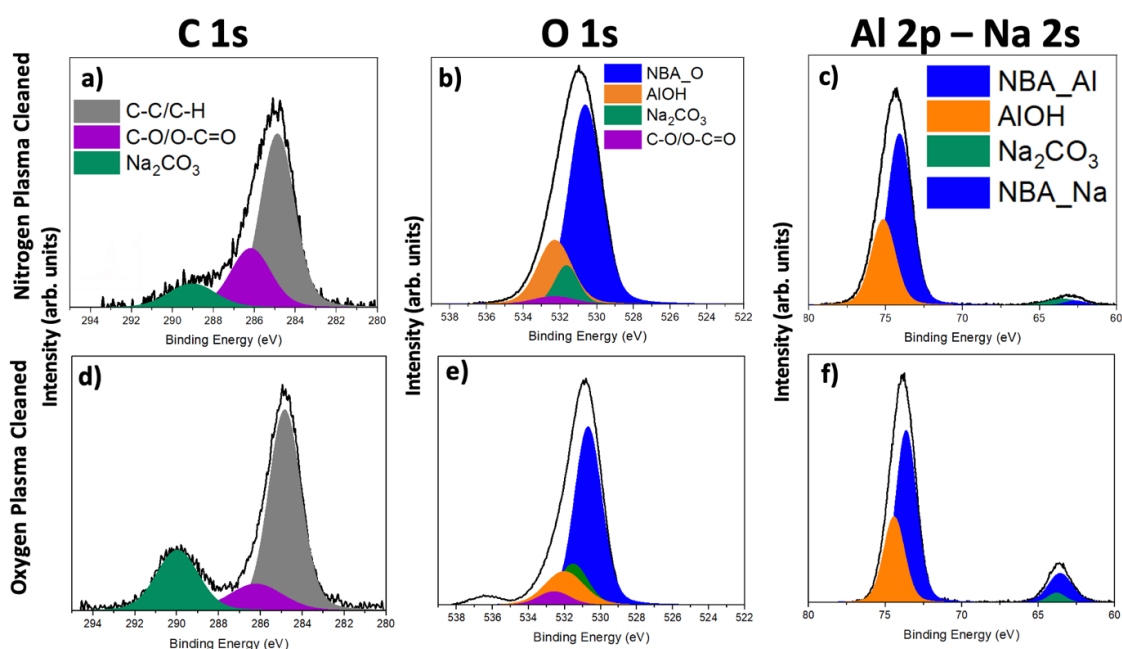 C 1s
O 1s
Al 2p – Na 2s
Nitrogen Plasma Cleaned
Oxygen Plasma Cleaned
a)
C-C/C-H
C-O/O-C=O
Na₂CO₃
Intensity (arb. units)
294 292 290 288 286 284 282 280
Binding Energy (eV)
b)
NBA_O
AlOH
Na₂CO₃
C-O/O-C=O
Intensity (arb. units)
538 536 534 532 530 528 526 524 522
Binding Energy (eV)
c)
NBA_Al
AlOH
Na₂CO₃
NBA_Na
Intensity (arb. units)
80 75 70 65 60
Binding Energy (eV)
d)
294 292 290 288 286 284 282 280
Binding Energy (eV)
e)
538 536 534 532 530 528 526 524 522
Binding Energy (eV)
f)
80 75 70 65 60
Binding Energy (eV)